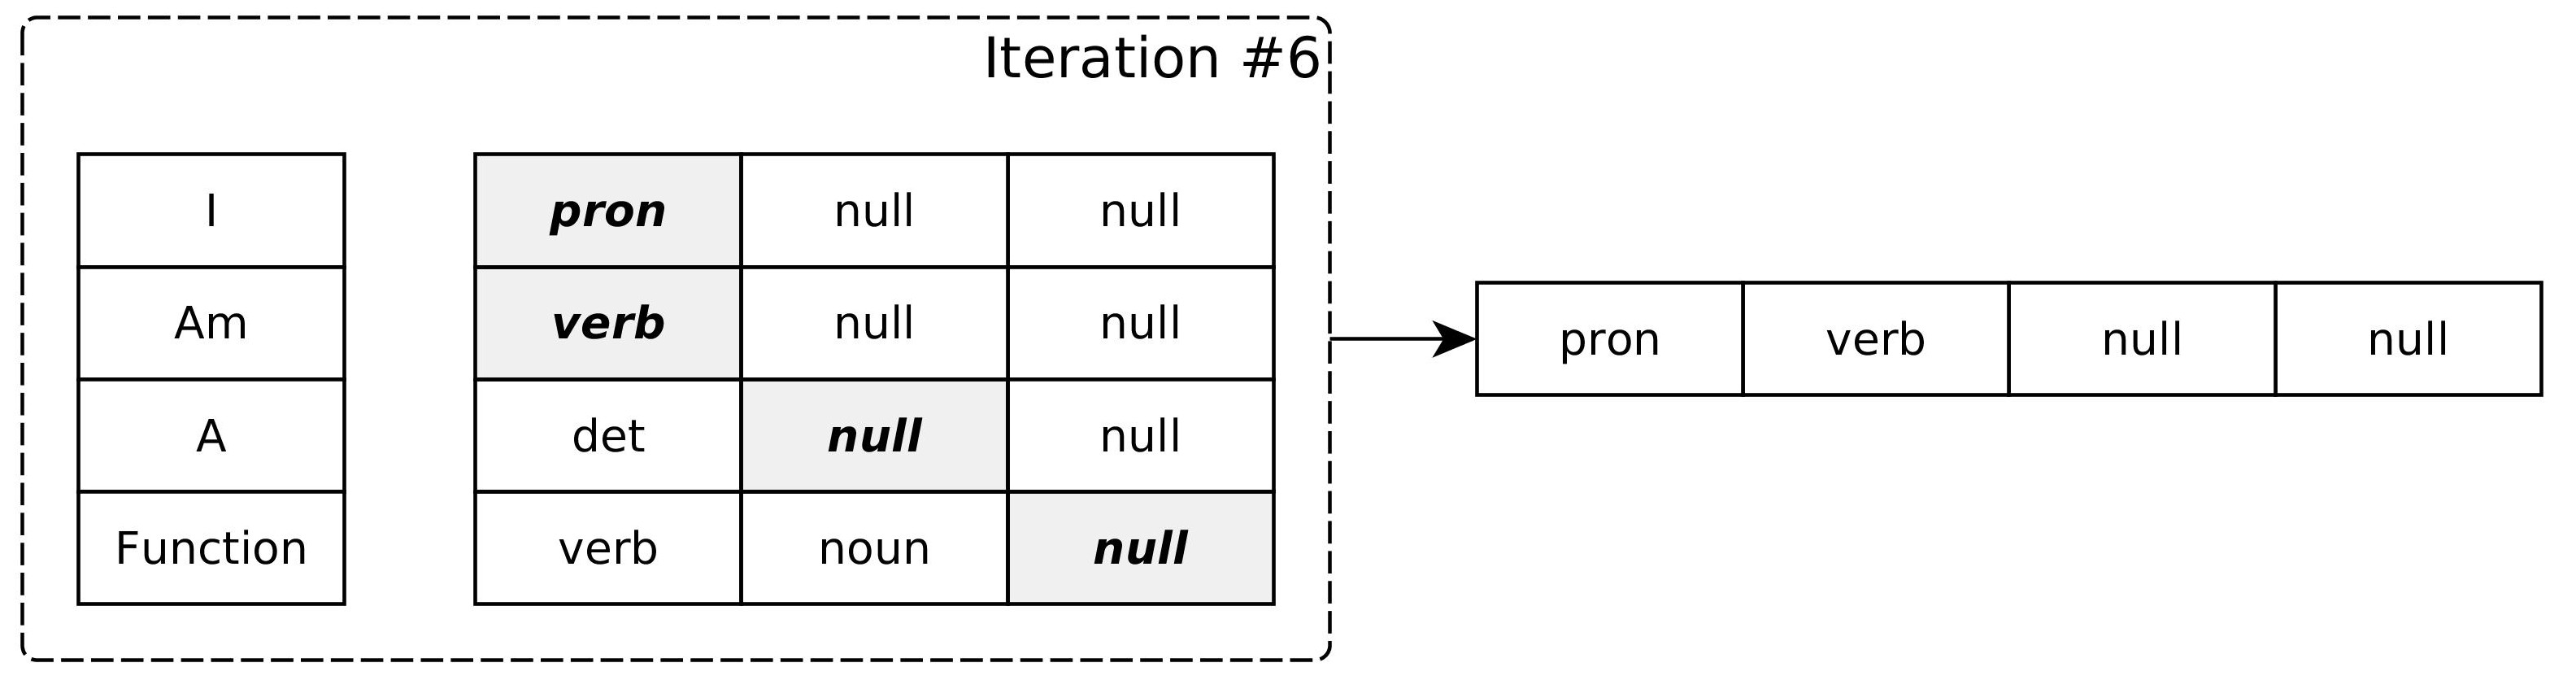 Iteration #6
I pron null null
Am verb null null
pron verb null null
A det null null
Function verb noun null